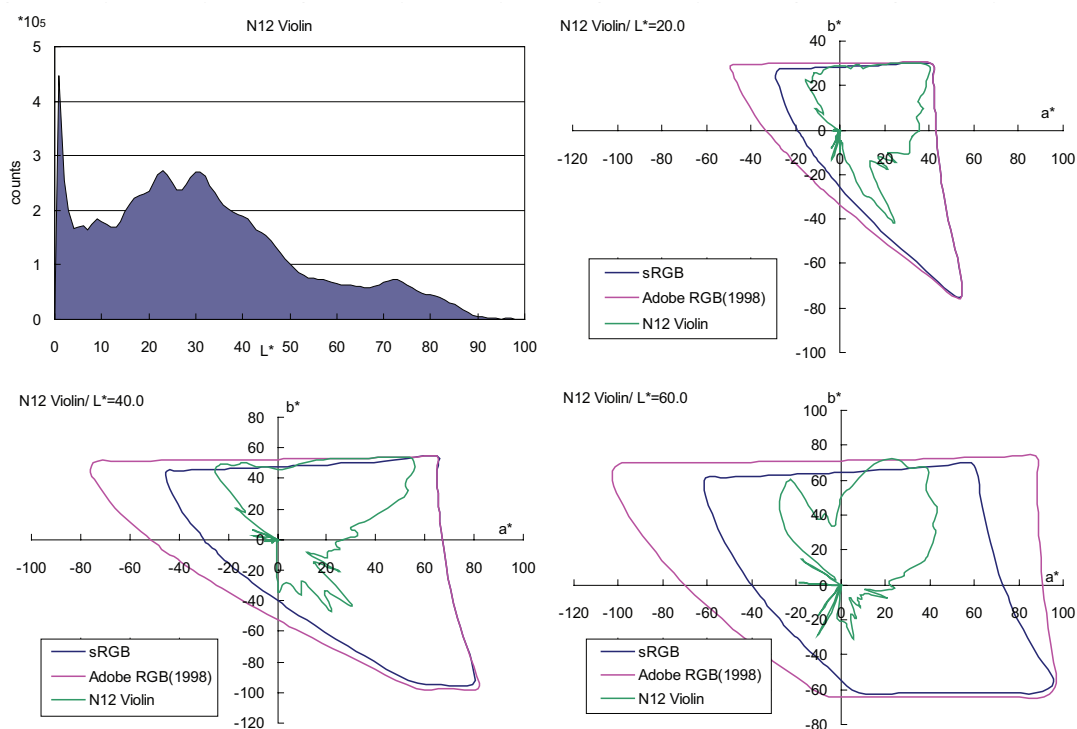 *10₅
N12 Violin
5
4
3
2
1
0
counts
0 10 20 30 40 50 60 70 80 90 100
L*
N12 Violin/ L*=20.0
b*
a*
40
20
0
-20
-40
-60
-80
-100
-120 -100 -80 -60 -40 -20 0 20 40 60 80 100
sRGB
Adobe RGB(1998)
N12 Violin
N12 Violin/ L*=40.0
b*
a*
80
60
40
20
0
-20
-40
-60
-80
-100
-120
-100 -80 -60 -40 -20 0 20 40 60 80 100
sRGB
Adobe RGB(1998)
N12 Violin
N12 Violin/ L*=60.0
b*
a*
100
80
60
40
20
0
-20
-40
-60
-80
-120 -100 -80 -60 -40 -20 0 20 40 60 80 100
sRGB
Adobe RGB(1998)
N12 Violin